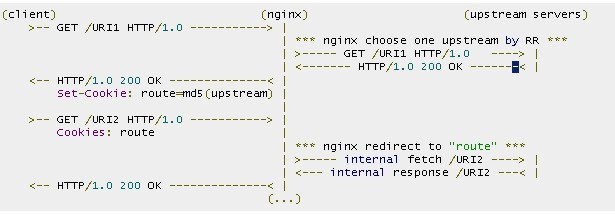 (client) (nginx) (upstream servers)
>-- GET /URI1 HTTP/1.0 ------------> |
| *** nginx choose one upstream by RR ***
| >----- GET /URI1 HTTP/1.0 ----> |
| <------- HTTP/1.0 200 OK -------< |
<-- HTTP/1.0 200 OK --------------- |
Set-Cookie: route=md5(upstream) |
>-- GET /URI2 HTTP/1.0 ------------> |
Cookies: route |
| *** nginx redirect to "route" ***
| >----- internal fetch /URI2 ----> |
| <--- internal response /URI2 ---< |
<-- HTTP/1.0 200 OK --------------- |
(...)